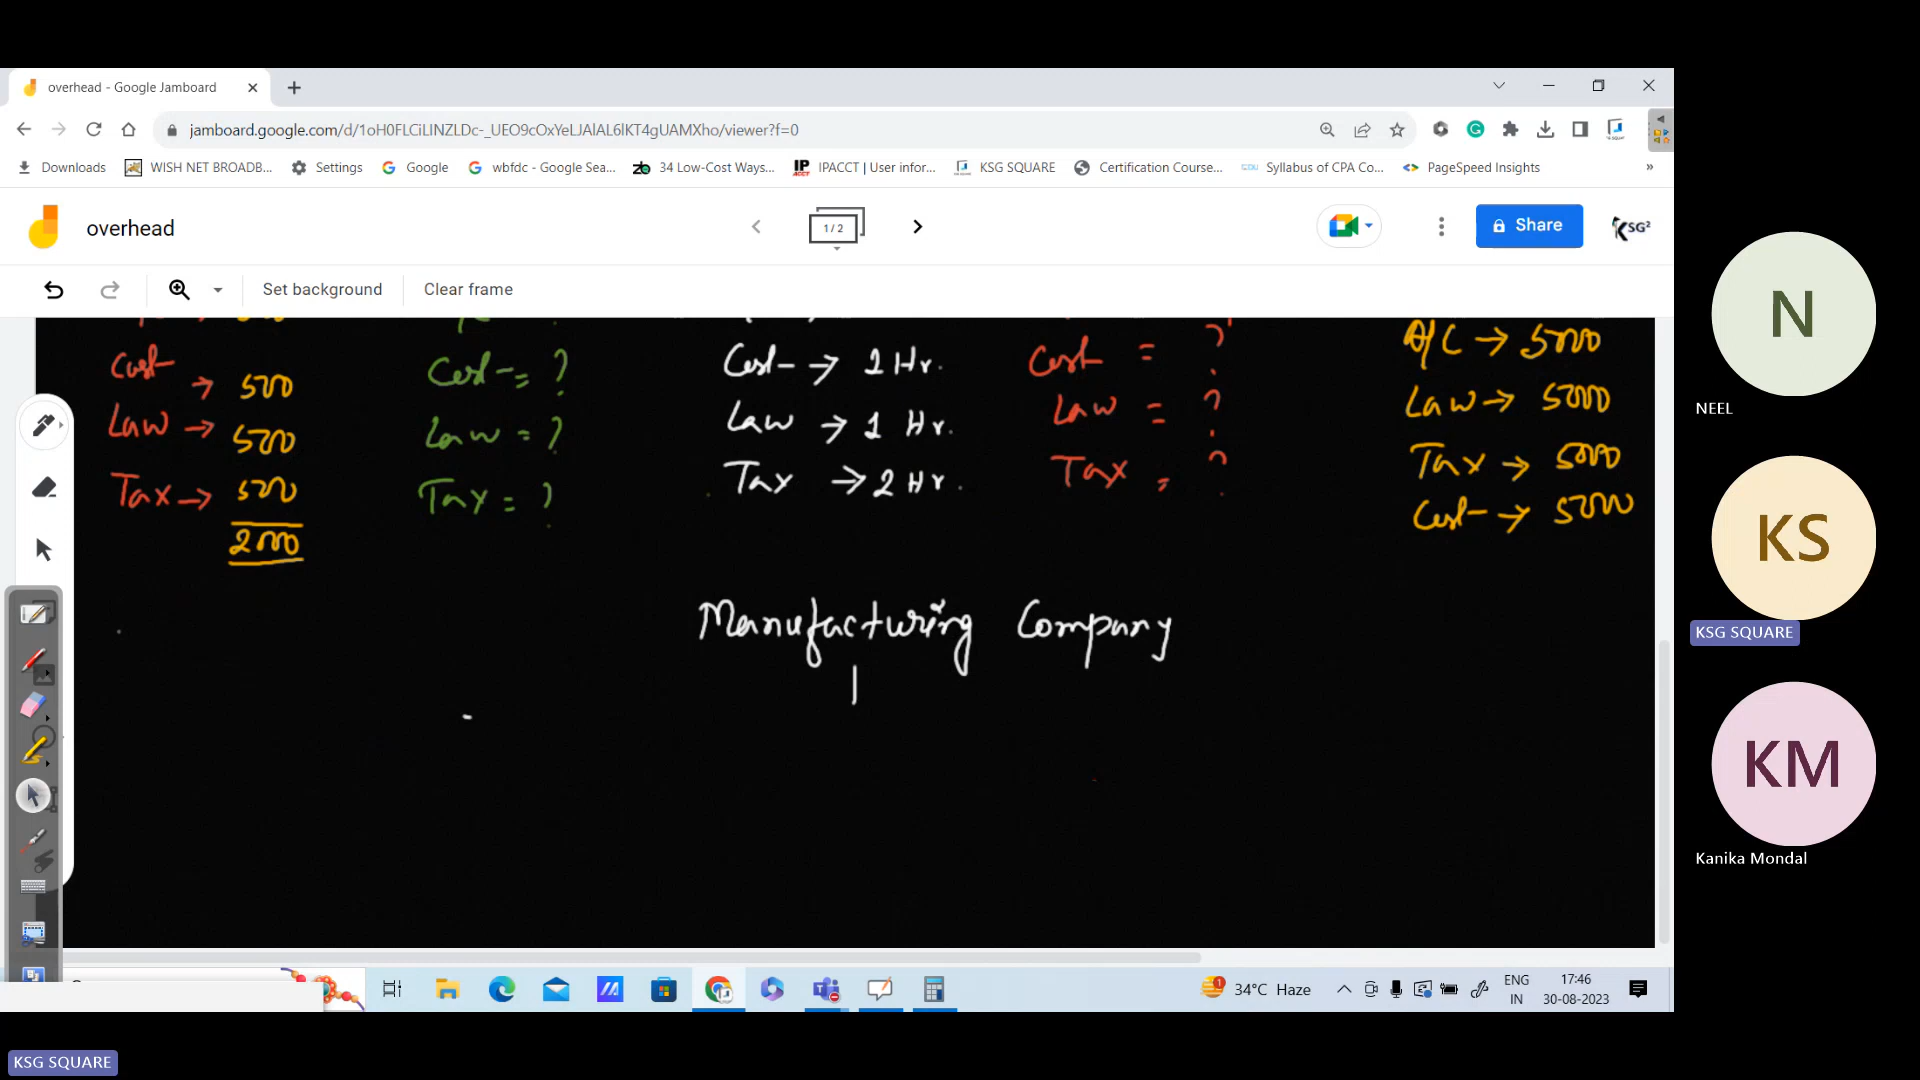 overhead - Google Jamboard
jamboard.google.com/d/1oH0FLCiLINZLDc-_UEO9cOxYeLJAlAL6lKT4gUAMXho/viewer?f=0
Downloads WISH NET BROADB... Settings Google wbfdc - Google Sea... 34 Low-Cost Ways... IPACCT | User infor... KSG SQUARE Certification Course... Syllabus of CPA Co... PageSpeed Insights »
overhead 1 / 2 Share KSG²
Set background Clear frame
A/C → 5000
Cost → 500 Cost = ? Cost → 2 Hr. Cost = ?
Law → 500 Law = ? Law → 1 Hr. Law = ? Law → 5000
Tax → 500 Tax = ? Tax → 2 Hr. Tax = ? Tax → 5000
2000 Cost → 5000
Manufacturing Company
N
NEEL
KS
KSG SQUARE
KM
Kanika Mondal
34°C Haze ENG IN 17:46 30-08-2023
KSG SQUARE